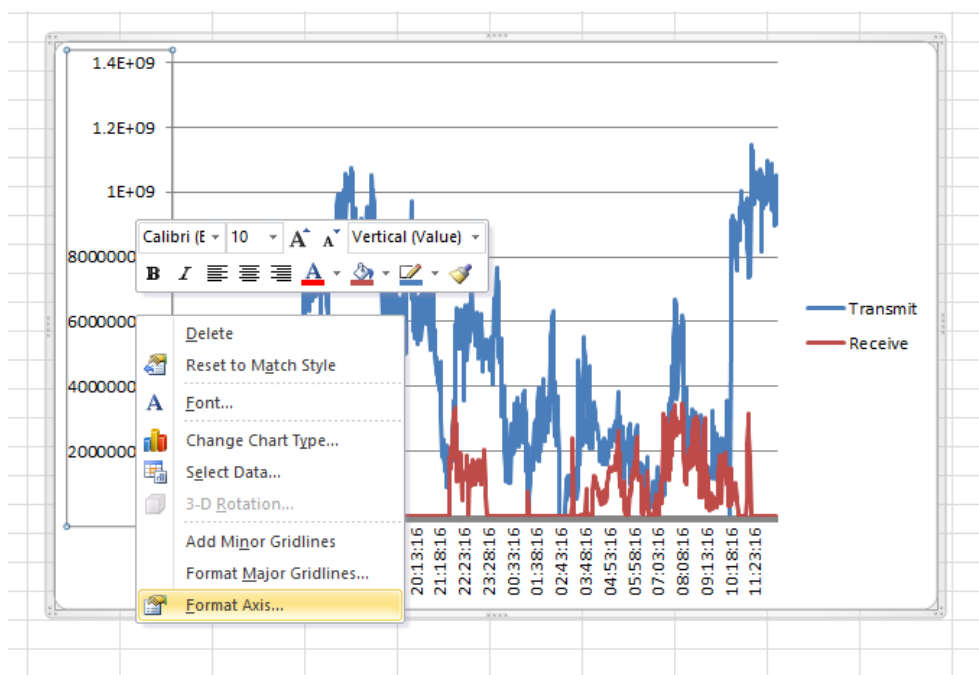 1.4E+09
1.2E+09
1E+09
Calibri (E 10 A A Vertical (Value)
B I A
8000000
6000000
4000000
2000000
Delete
Reset to Match Style
A Font...
Change Chart Type...
Select Data...
3-D Rotation...
Add Minor Gridlines
Format Major Gridlines...
Format Axis...
Transmit
Receive
20:13:16
21:18:16
22:23:16
23:28:16
00:33:16
01:38:16
02:43:16
03:48:16
04:53:16
05:58:16
07:03:16
08:08:16
09:13:16
10:18:16
11:23:16